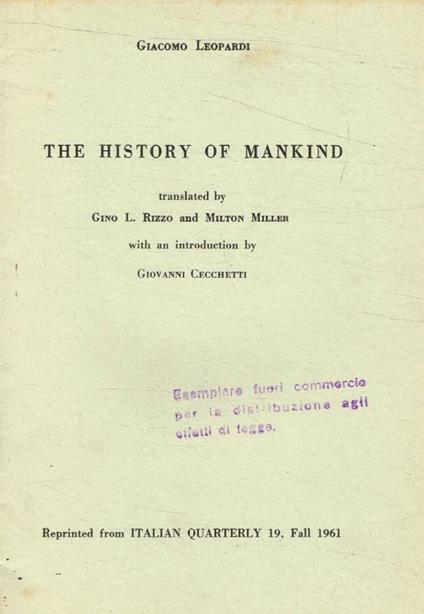 GIACOMO LEOPARDI
THE HISTORY OF MANKIND
translated by
GINO L. RIZZO and MILTON MILLER
with an introduction by
GIOVANNI CECCHETTI
Esemplare fuori commercio
per la distribuzione agli
effetti di legge.
Reprinted from ITALIAN QUARTERLY 19, Fall 1961